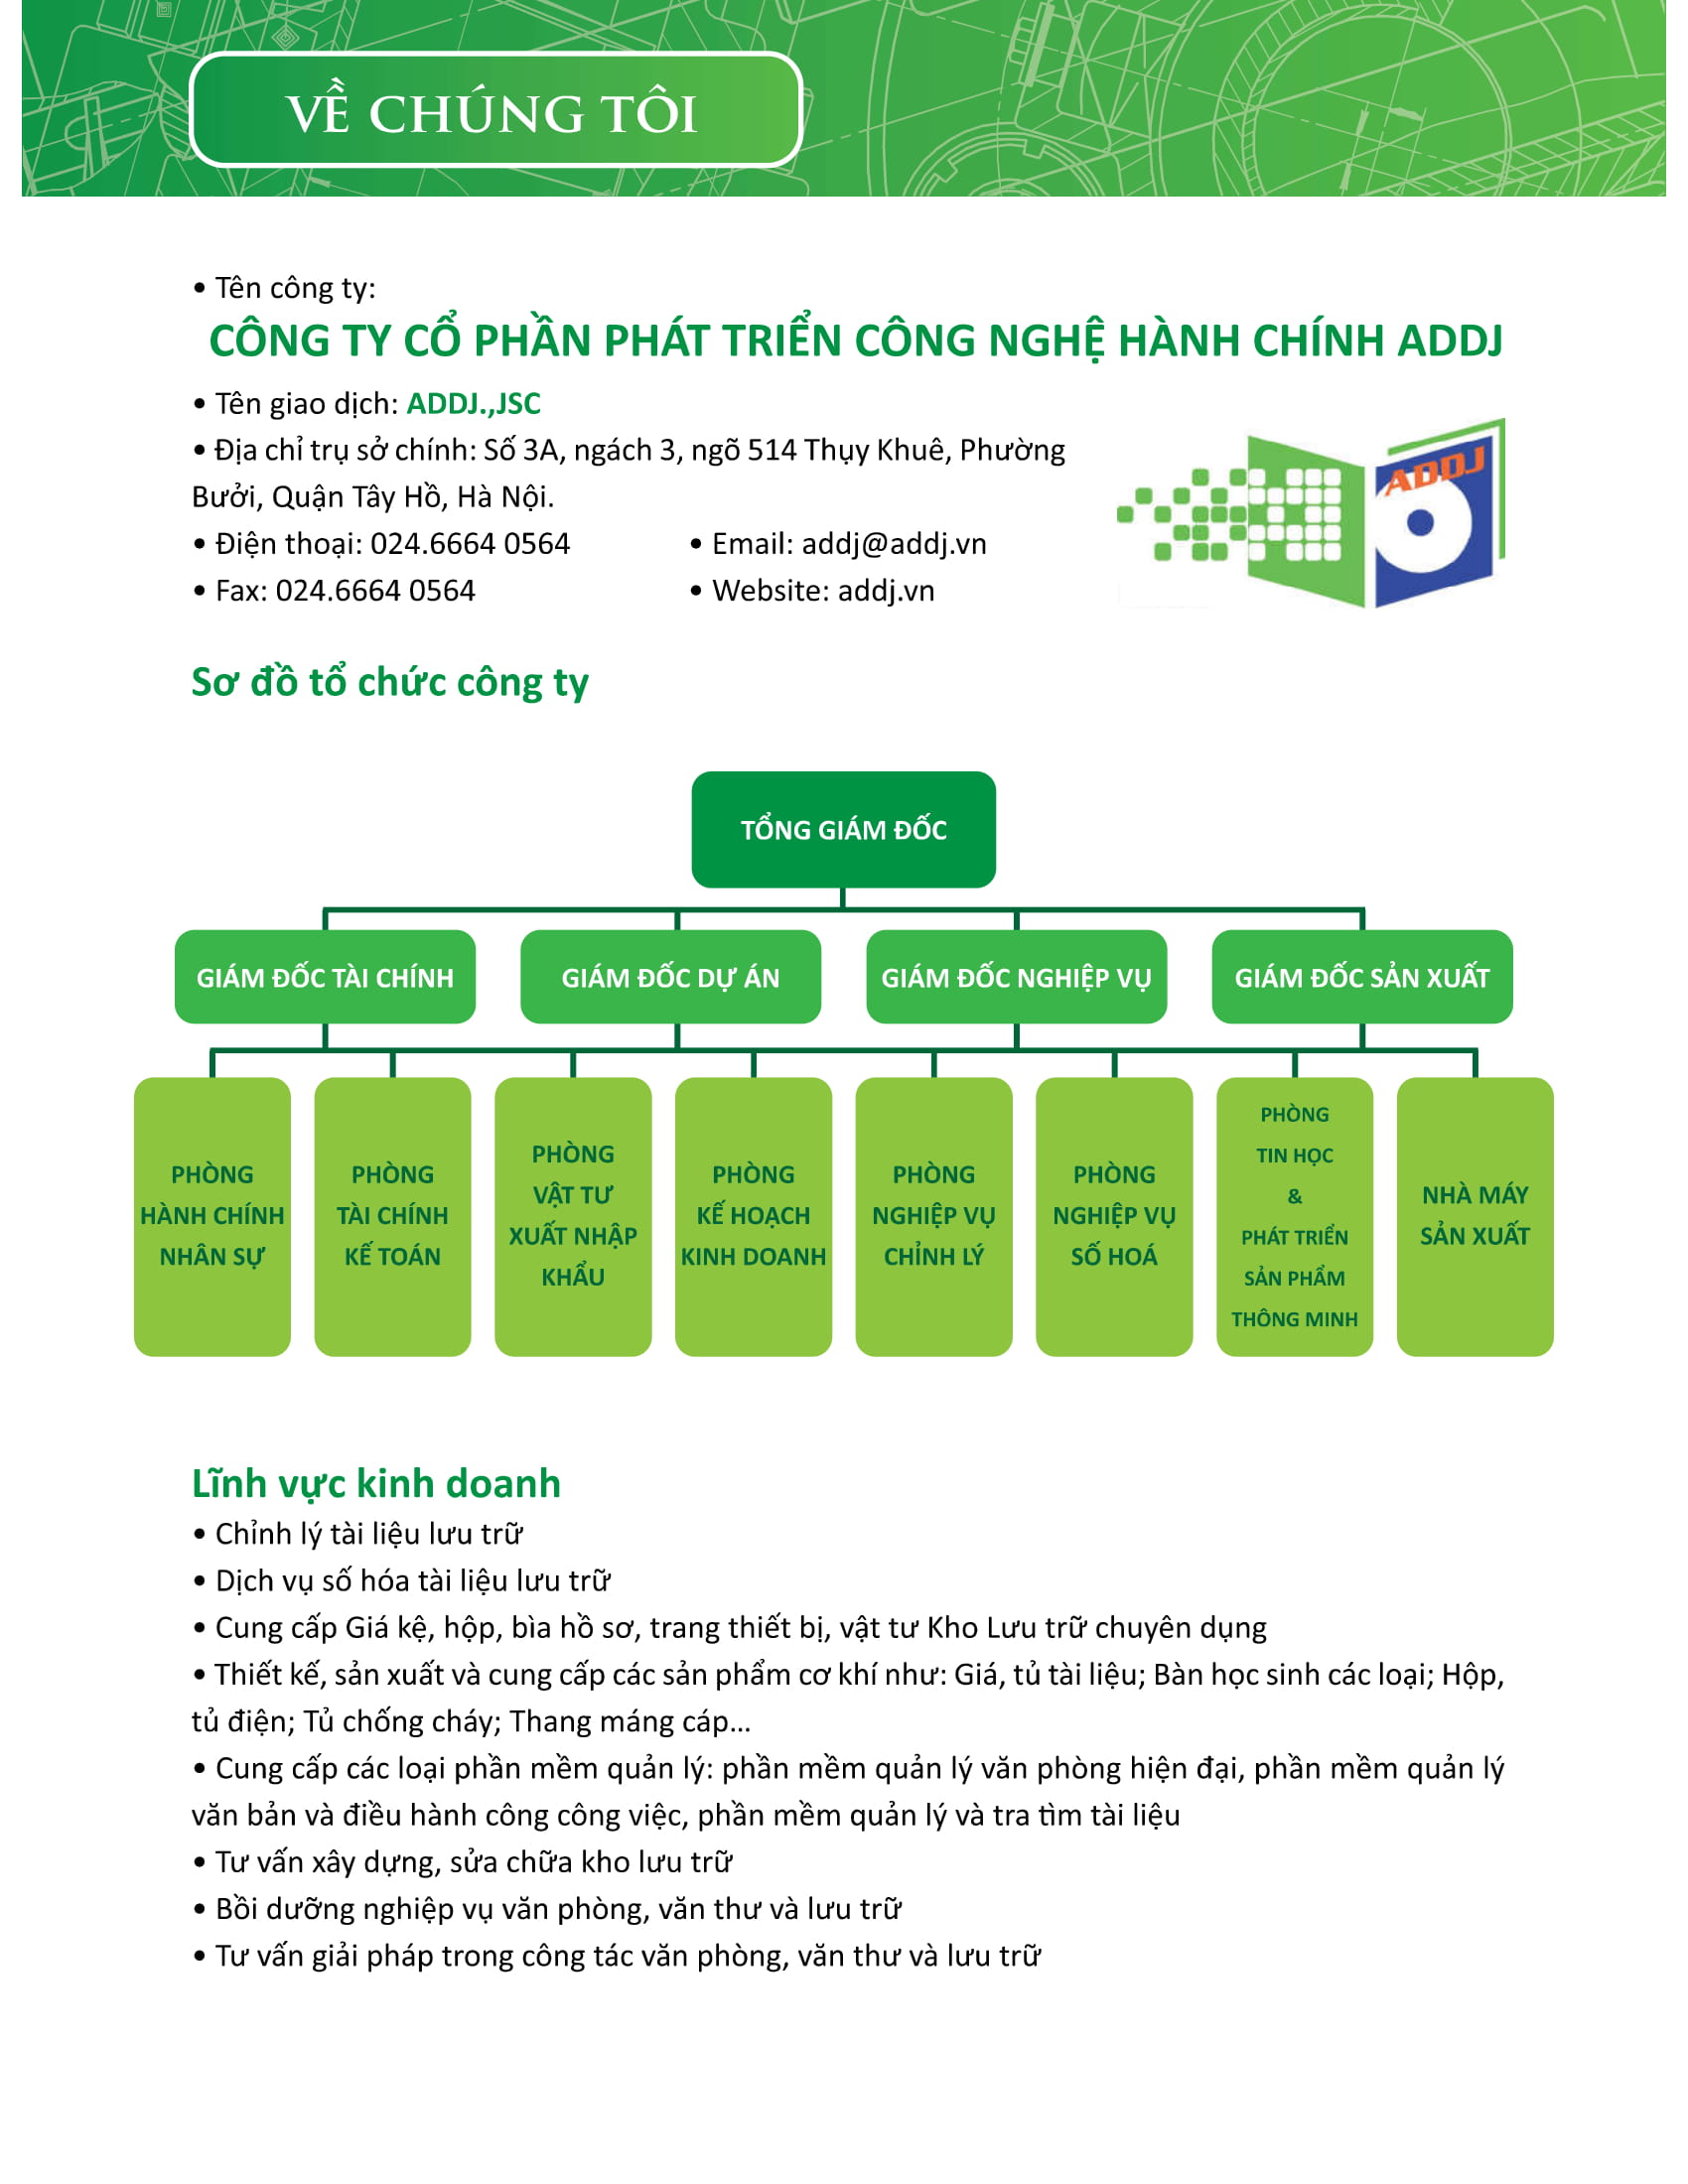 VỀ CHÚNG TÔI
• Tên công ty:
CÔNG TY CỔ PHẦN PHÁT TRIỂN CÔNG NGHỆ HÀNH CHÍNH ADDJ
• Tên giao dịch: ADDJ.,JSC
• Địa chỉ trụ sở chính: Số 3A, ngách 3, ngõ 514 Thụy Khuê, Phường
Bưởi, Quận Tây Hồ, Hà Nội.
• Điện thoại: 024.6664 0564 • Email: addj@addj.vn
• Fax: 024.6664 0564 • Website: addj.vn
ADDJ
Sơ đồ tổ chức công ty
TỔNG GIÁM ĐỐC
GIÁM ĐỐC TÀI CHÍNH
GIÁM ĐỐC DỰ ÁN
GIÁM ĐỐC NGHIỆP VỤ
GIÁM ĐỐC SẢN XUẤT
PHÒNG
HÀNH CHÍNH
NHÂN SỰ
PHÒNG
TÀI CHÍNH
KẾ TOÁN
PHÒNG
VẬT TƯ
XUẤT NHẬP
KHẨU
PHÒNG
KẾ HOẠCH
KINH DOANH
PHÒNG
NGHIỆP VỤ
CHỈNH LÝ
PHÒNG
NGHIỆP VỤ
SỐ HOÁ
PHÒNG
TIN HỌC
&
PHÁT TRIỂN
SẢN PHẨM
THÔNG MINH
NHÀ MÁY
SẢN XUẤT
Lĩnh vực kinh doanh
• Chỉnh lý tài liệu lưu trữ
• Dịch vụ số hóa tài liệu lưu trữ
• Cung cấp Giá kệ, hộp, bìa hồ sơ, trang thiết bị, vật tư Kho Lưu trữ chuyên dụng
• Thiết kế, sản xuất và cung cấp các sản phẩm cơ khí như: Giá, tủ tài liệu; Bàn học sinh các loại; Hộp,
tủ điện; Tủ chống cháy; Thang máng cáp...
• Cung cấp các loại phần mềm quản lý: phần mềm quản lý văn phòng hiện đại, phần mềm quản lý
văn bản và điều hành công công việc, phần mềm quản lý và tra tìm tài liệu
• Tư vấn xây dựng, sửa chữa kho lưu trữ
• Bồi dưỡng nghiệp vụ văn phòng, văn thư và lưu trữ
• Tư vấn giải pháp trong công tác văn phòng, văn thư và lưu trữ